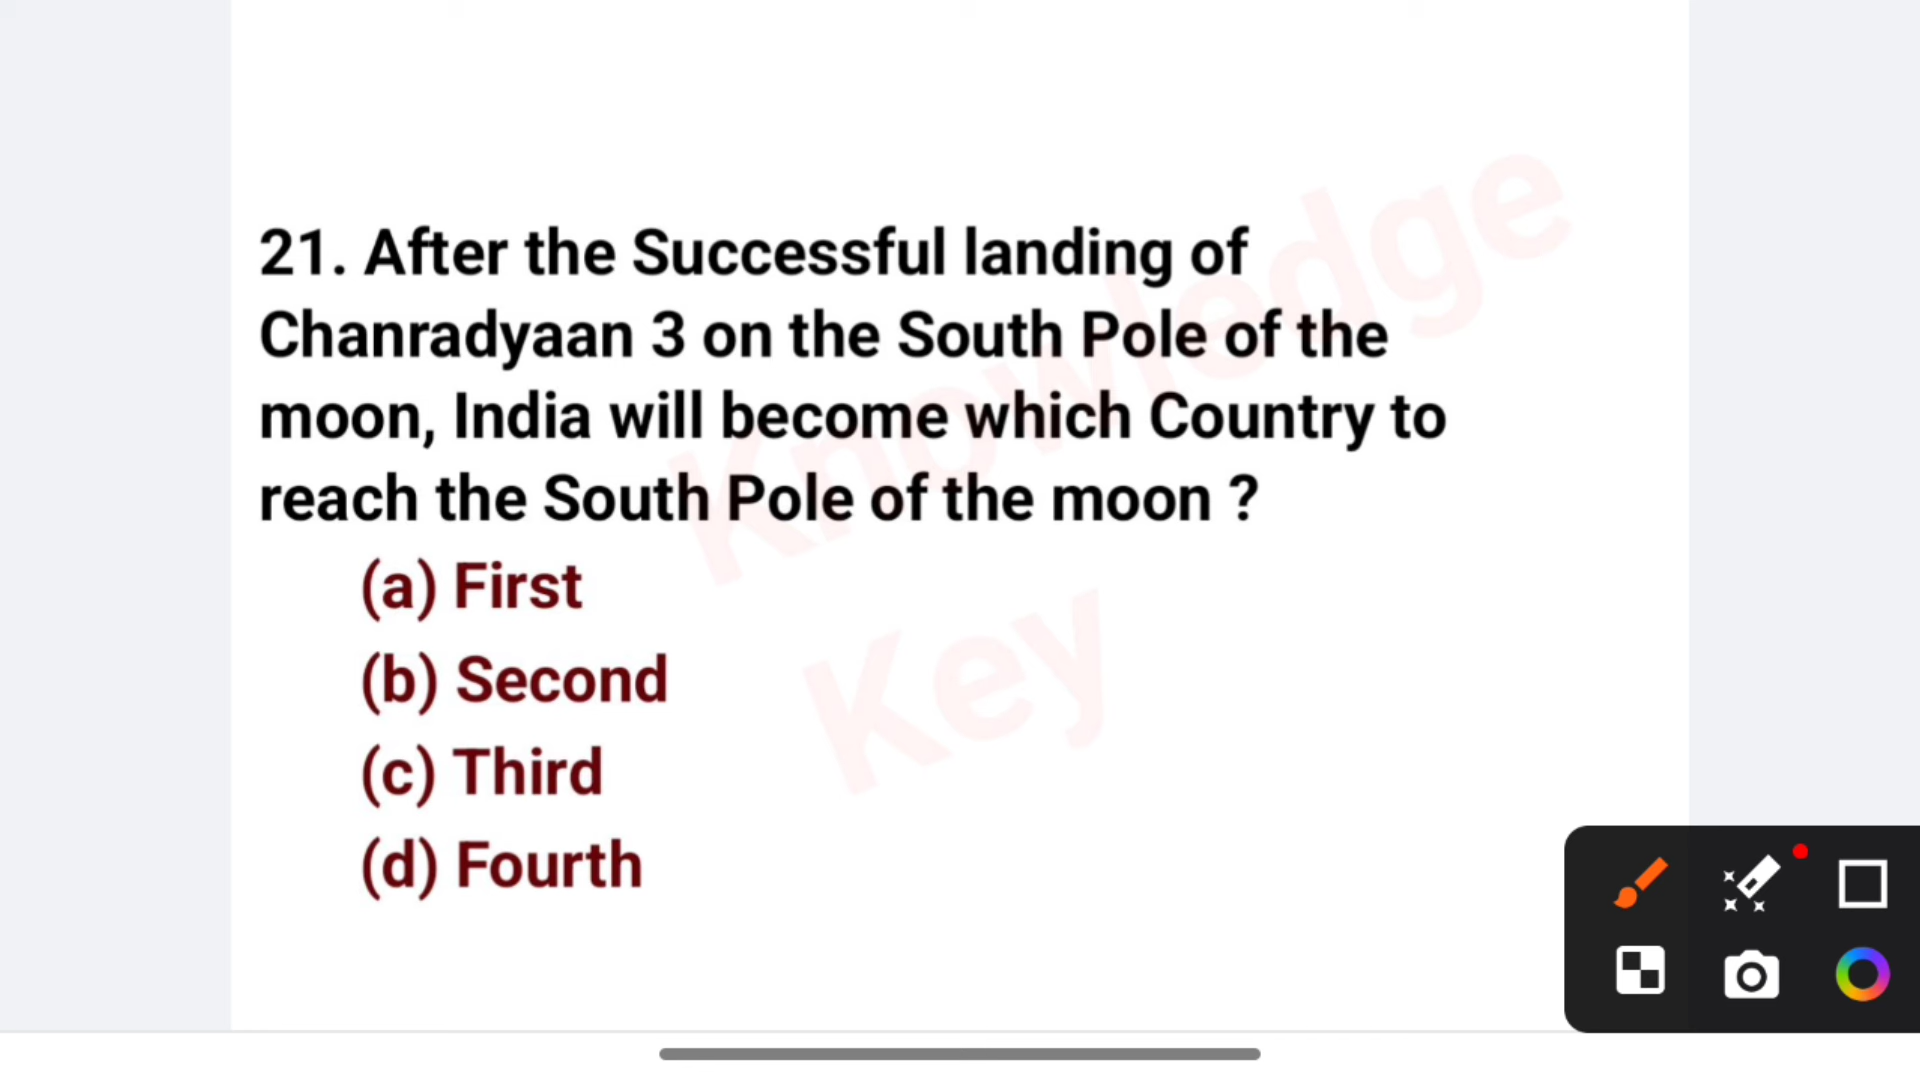 21. After the Successful landing of
Chanradyaan 3 on the South Pole of the
moon, India will become which Country to
reach the South Pole of the moon ?
(a) First
(b) Second
(c) Third
(d) Fourth
Knowledge
Key